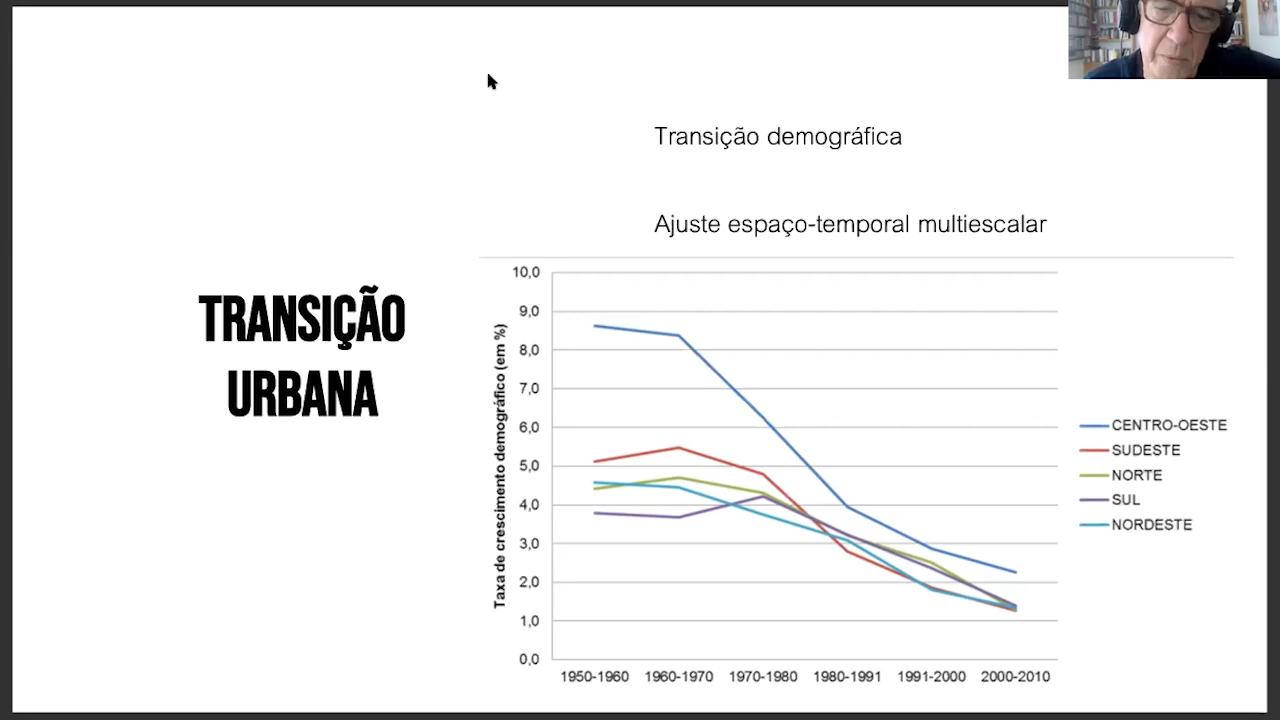 Transição demográfica
Ajuste espaço-temporal multiescalar
TRANSIÇÃO
URBANA
Taxa de crescimento demográfico (em %)
10,0
9,0
8,0
7,0
6,0
5,0
4,0
3,0
2,0
1,0
0,0
1950-1960 1960-1970 1970-1980 1980-1991 1991-2000 2000-2010
CENTRO-OESTE
SUDESTE
NORTE
SUL
NORDESTE